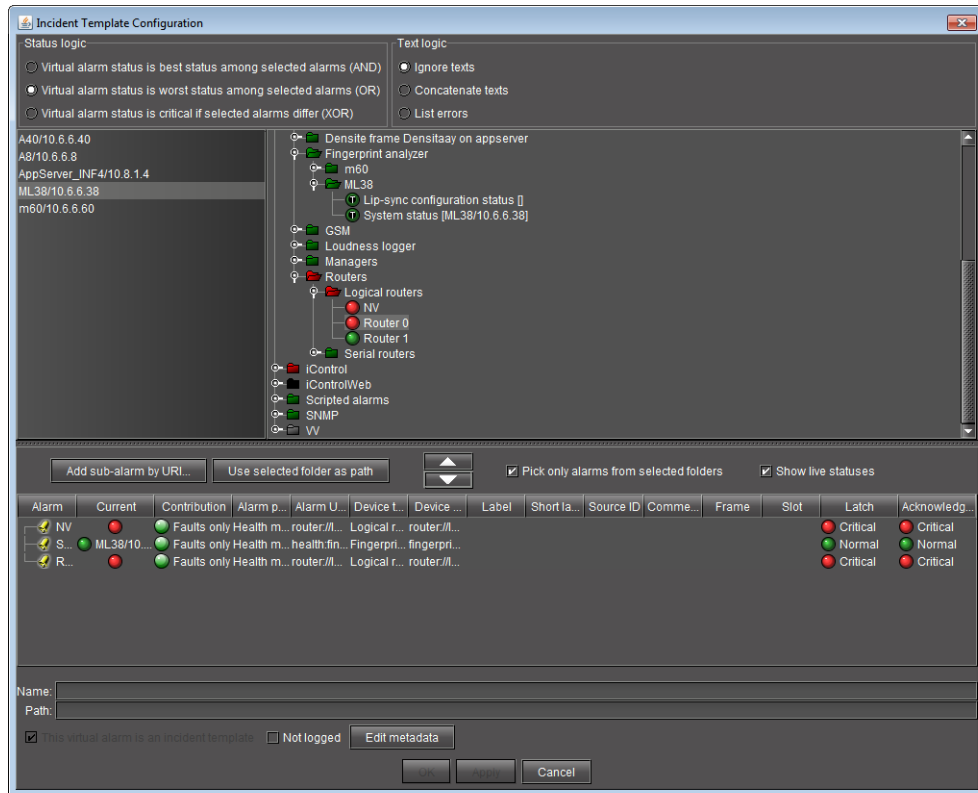 Incident Template Configuration
Status logic
Virtual alarm status is best status among selected alarms (AND)
Virtual alarm status is worst status among selected alarms (OR)
Virtual alarm status is critical if selected alarms differ (XOR)
Text logic
Ignore texts
Concatenate texts
List errors
A40/10.6.6.40
A8/10.6.6.8
AppServer_INF4/10.8.1.4
ML38/10.6.6.38
m60/10.6.6.60
Densite frame Densitaay on appserver
Fingerprint analyzer
m60
ML38
T Lip-sync configuration status []
T System status [ML38/10.6.6.38]
GSM
Loudness logger
Managers
Routers
Logical routers
NV
Router 0
Router 1
Serial routers
iControl
iControlWeb
Scripted alarms
SNMP
VV
Add sub-alarm by URI... Use selected folder as path Pick only alarms from selected folders Show live statuses
Alarm Current Contribution Alarm p... Alarm U... Device t... Device ... Label Short la... Source ID Comme... Frame Slot Latch Acknowledg...
NV Faults only Health m... router://l... Logical r... router://l... Critical Critical
S... ML38/10.... Faults only Health m... health:fin... Fingerpri... fingerpri... Normal Normal
R... Faults only Health m... router://l... Logical r... router://l... Critical Critical
Name:
Path:
This virtual alarm is an incident template Not logged Edit metadata
OK Apply Cancel